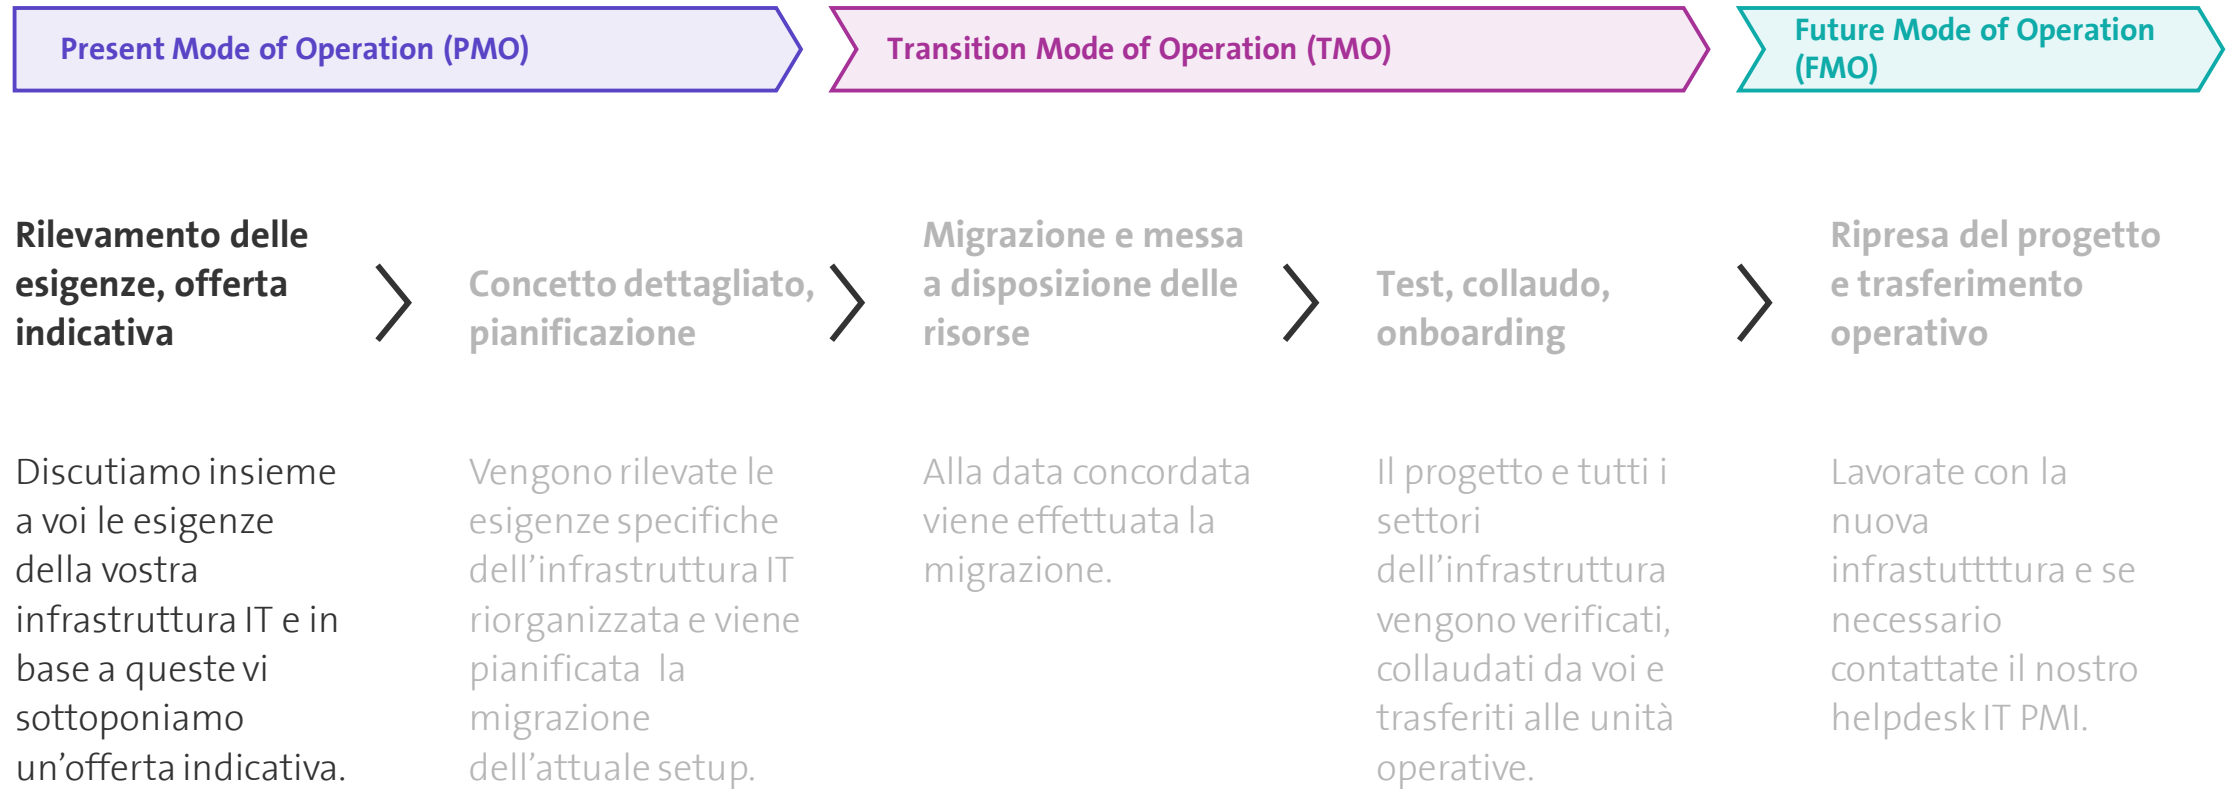 Present Mode of Operation (PMO)
Transition Mode of Operation (TMO)
Future Mode of Operation
(FMO)
Rilevamento delle
esigenze, offerta
indicativa
Concetto dettagliato,
pianificazione
Migrazione e messa
a disposizione delle
risorse
Test, collaudo,
onboarding
Ripresa del progetto
e trasferimento
operativo
Discutiamo insieme
a voi le esigenze
della vostra
infrastruttura IT e in
base a queste vi
sottoponiamo
un’offerta indicativa.
Vengono rilevate le
esigenze specifiche
dell’infrastruttura IT
riorganizzata e viene
pianificata la
migrazione
dell’attuale setup.
Alla data concordata
viene effettuata la
migrazione.
Il progetto e tutti i
settori
dell’infrastruttura
vengono verificati,
collaudati da voi e
trasferiti alle unità
operative.
Lavorate con la
nuova
infrastutttttura e se
necessario
contattate il nostro
helpdesk IT PMI.